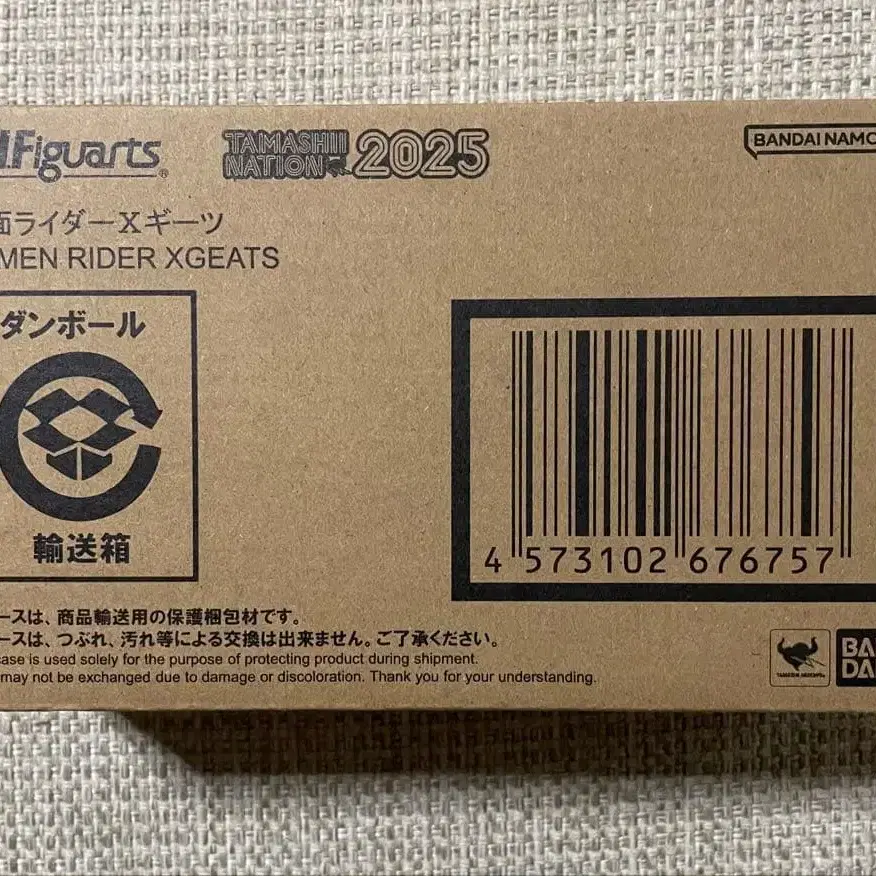 .Figuarts
TAMASHII NATION 2025
BANDAI NAMCO
面ライダーXギーツ
MEN RIDER XGEATS
ダンボール
輸送箱
4 573102 676757
ースは、商品輸送用の保護梱包材です。
ースは、つぶれ、汚れ等による交換は出来ません。ご了承ください。
case is used solely for the purpose of protecting product during shipment.
may not be exchanged due to damage or discoloration. Thank you for your understanding.
TAMASHII NATIONS
BA
DA